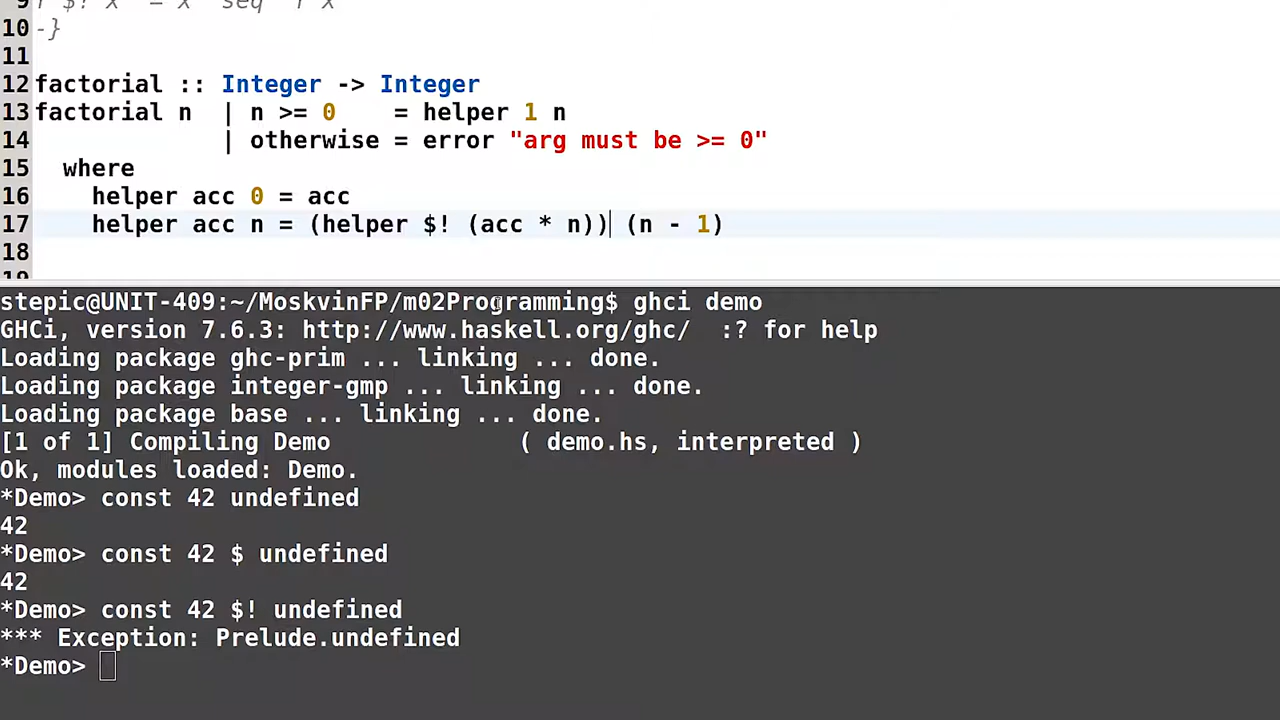 9 f $! x = x `seq` f x
10 -}
11
12 factorial :: Integer -> Integer
13 factorial n | n >= 0 = helper 1 n
14 | otherwise = error "arg must be >= 0"
15 where
16 helper acc 0 = acc
17 helper acc n = (helper $! (acc * n)) (n - 1)
18
19
stepic@UNIT-409:~/MoskvinFP/m02Programming$ ghci demo
GHCi, version 7.6.3: http://www.haskell.org/ghc/ :? for help
Loading package ghc-prim ... linking ... done.
Loading package integer-gmp ... linking ... done.
Loading package base ... linking ... done.
[1 of 1] Compiling Demo ( demo.hs, interpreted )
Ok, modules loaded: Demo.
*Demo> const 42 undefined
42
*Demo> const 42 $ undefined
42
*Demo> const 42 $! undefined
*** Exception: Prelude.undefined
*Demo>